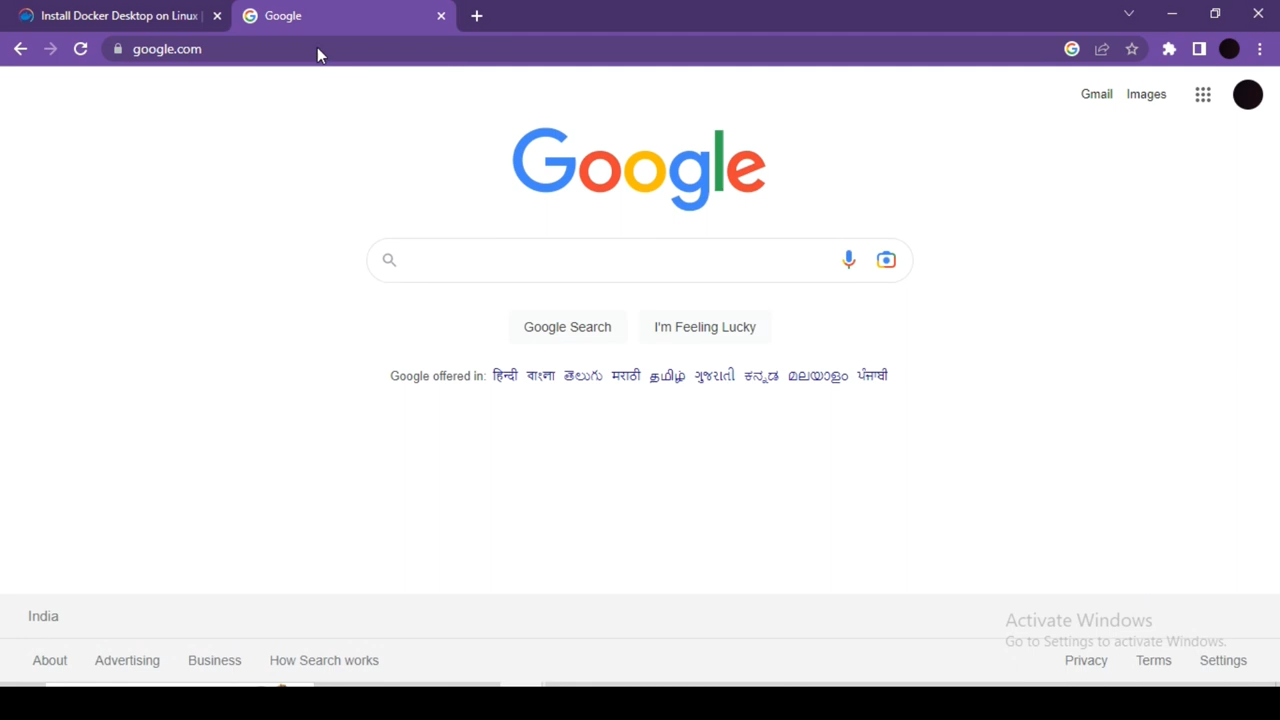 Install Docker Desktop on Linux
Google
google.com
Gmail Images
Google
Google Search I'm Feeling Lucky
Google offered in: हिन्दी বাংলা తెలుగు मराठी தமிழ் ગુજરાતી ಕನ್ನಡ മലയാളം ਪੰਜਾਬੀ
India
Activate Windows
Go to Settings to activate Windows.
About Advertising Business How Search works Privacy Terms Settings